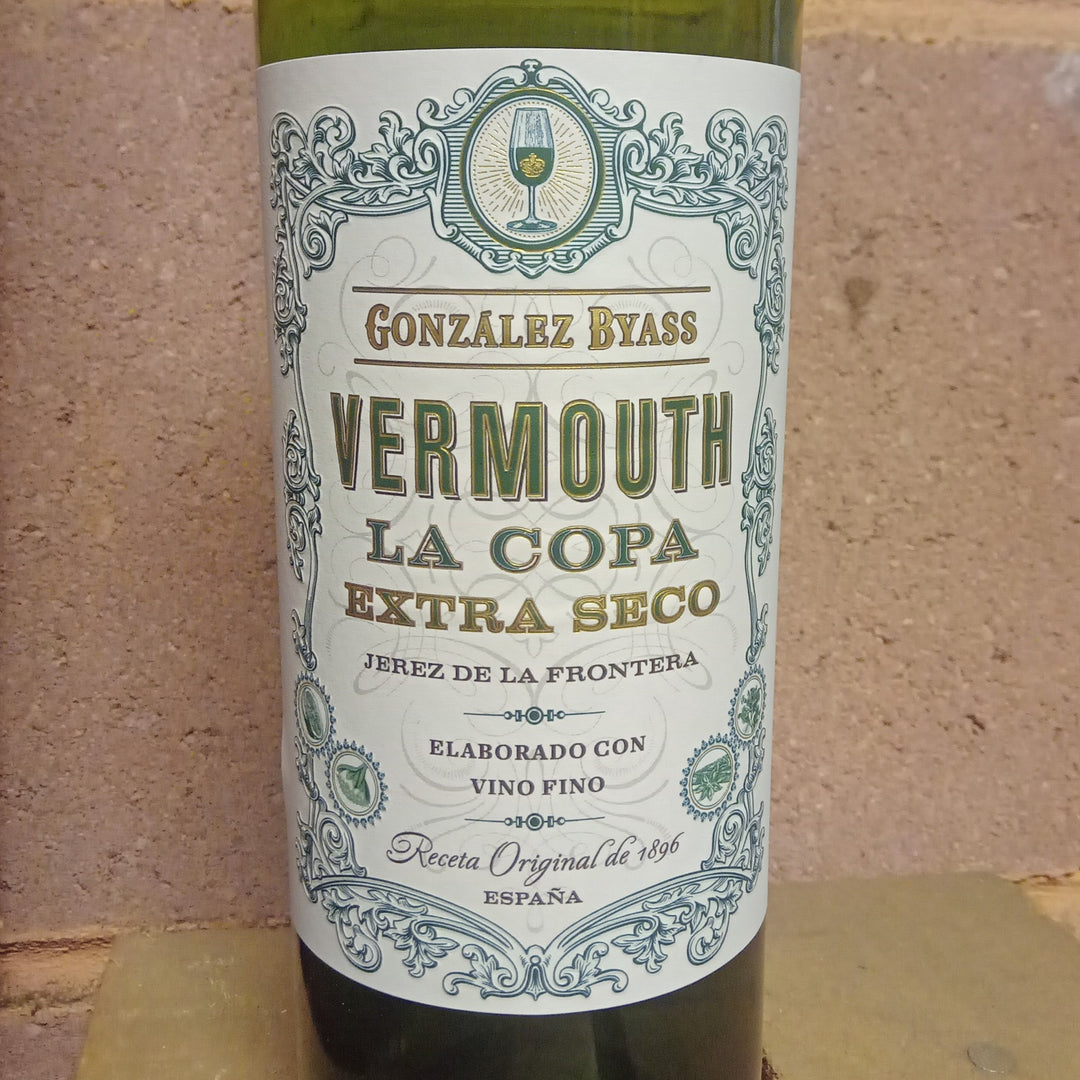 GONZÁLEZ BYASS
VERMOUTH
LA COPA
EXTRA SECO
JEREZ DE LA FRONTERA
ELABORADO CON
VINO FINO
Receta Original de 1896
ESPAÑA